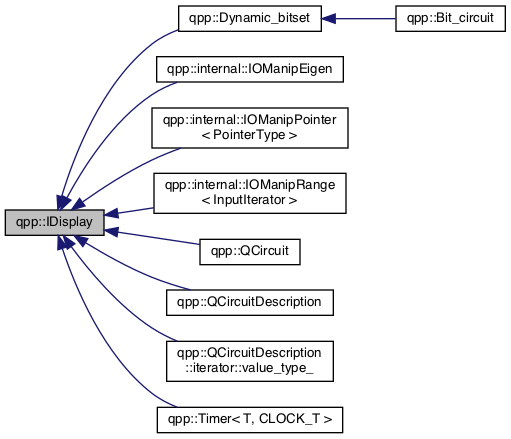 qpp::Dynamic_bitset
qpp::Bit_circuit
qpp::internal::IOManipEigen
qpp::internal::IOManipPointer
< PointerType >
qpp::internal::IOManipRange
< InputIterator >
qpp::IDisplay
qpp::QCircuit
qpp::QCircuitDescription
qpp::QCircuitDescription
::iterator::value_type_
qpp::Timer< T, CLOCK_T >